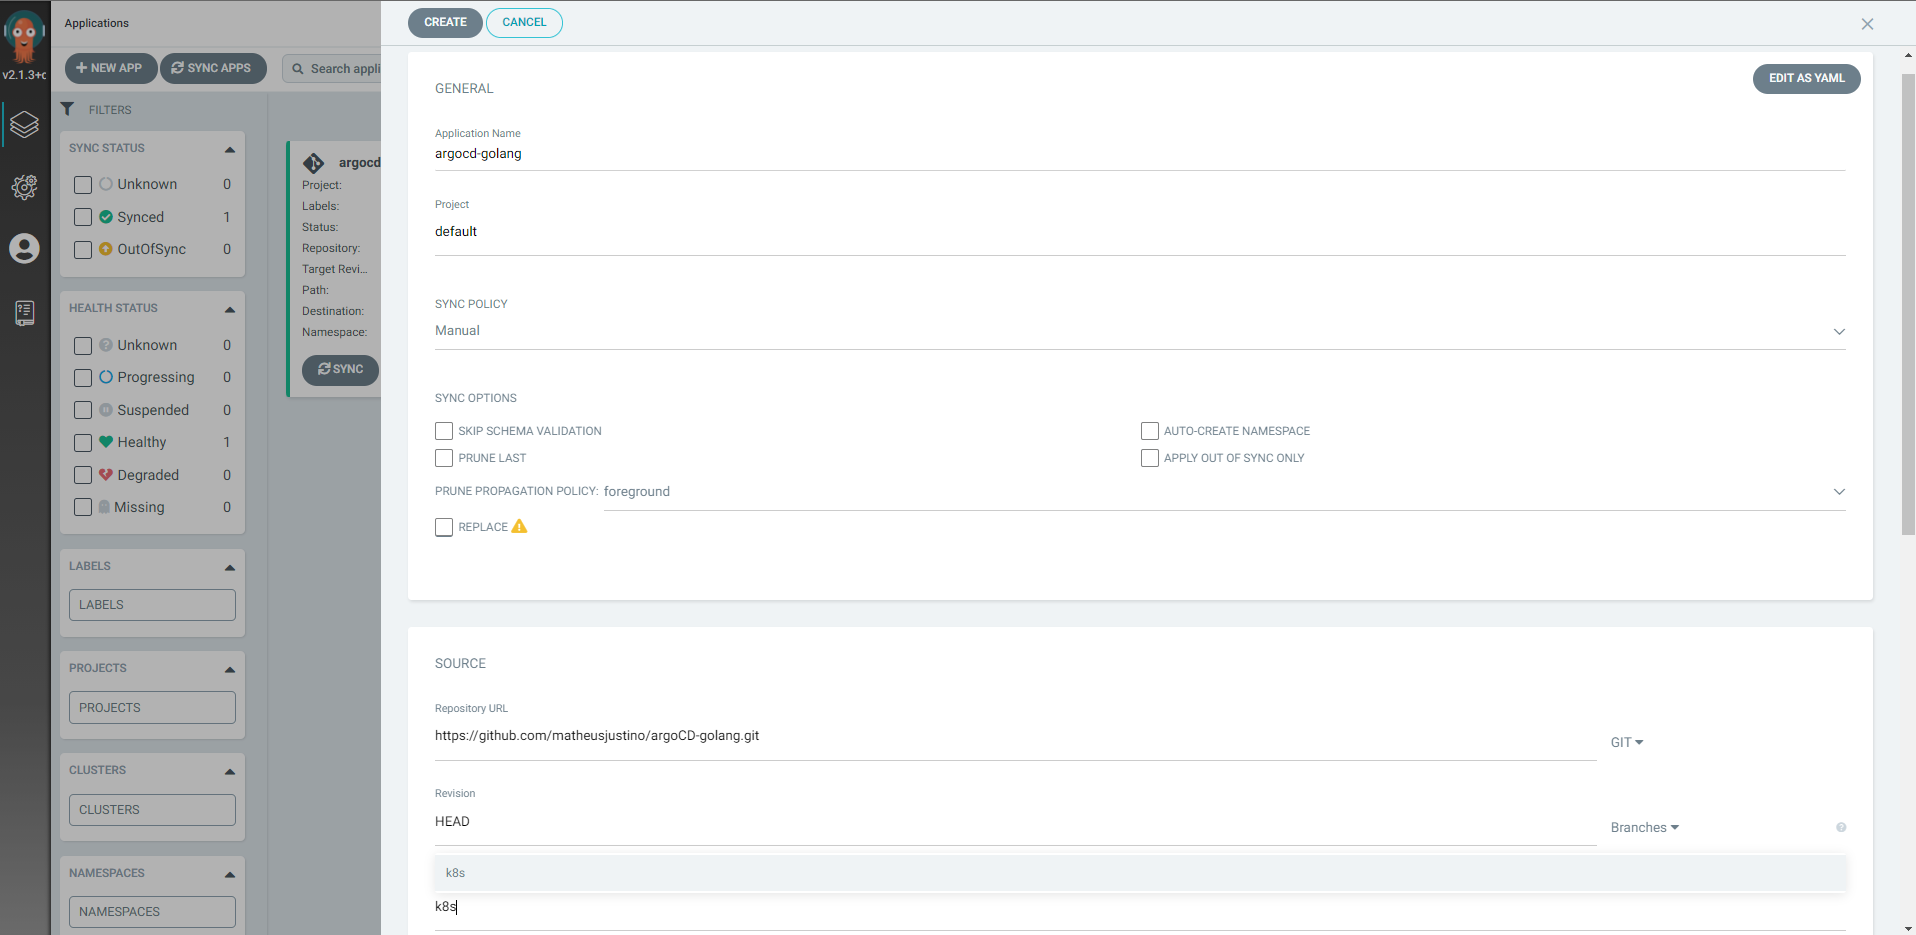 v2.1.3+c
Applications
NEW APP
SYNC APPS
Search appli
FILTERS
SYNC STATUS
Unknown 0
Synced 1
OutOfSync 0
HEALTH STATUS
Unknown 0
Progressing 0
Suspended 0
Healthy 1
Degraded 0
Missing 0
LABELS
LABELS
PROJECTS
PROJECTS
CLUSTERS
CLUSTERS
NAMESPACES
NAMESPACES
argocd
Project:
Labels:
Status:
Repository:
Target Revi...
Path:
Destination:
Namespace:
SYNC
CREATE
CANCEL
GENERAL
EDIT AS YAML
Application Name
argocd-golang
Project
default
SYNC POLICY
Manual
SYNC OPTIONS
SKIP SCHEMA VALIDATION
AUTO-CREATE NAMESPACE
PRUNE LAST
APPLY OUT OF SYNC ONLY
PRUNE PROPAGATION POLICY: foreground
REPLACE
SOURCE
Repository URL
https://github.com/matheusjustino/argoCD-golang.git
GIT
Revision
HEAD
Branches
k8s
k8s